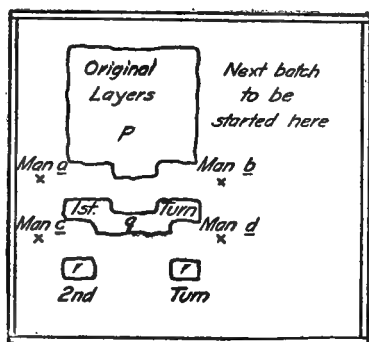 Original
Layers
P
Next batch
to be
started here
Man a
x
Man b
x
1st.
Turn
q
Man c
x
Man d
x
r
r
2nd
Turn